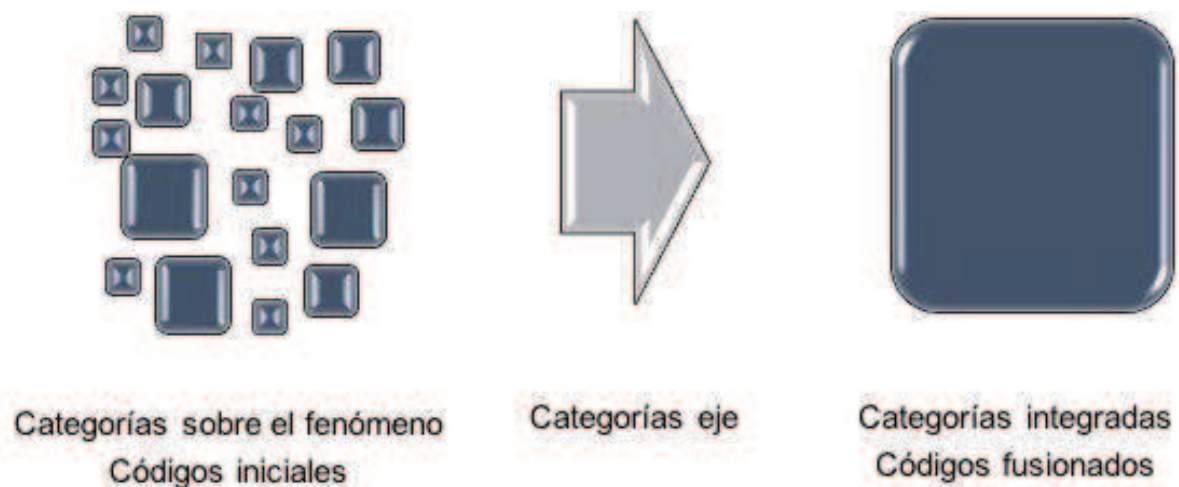 Categorías sobre el fenómeno
Códigos iniciales
Categorías eje
Categorías integradas
Códigos fusionados